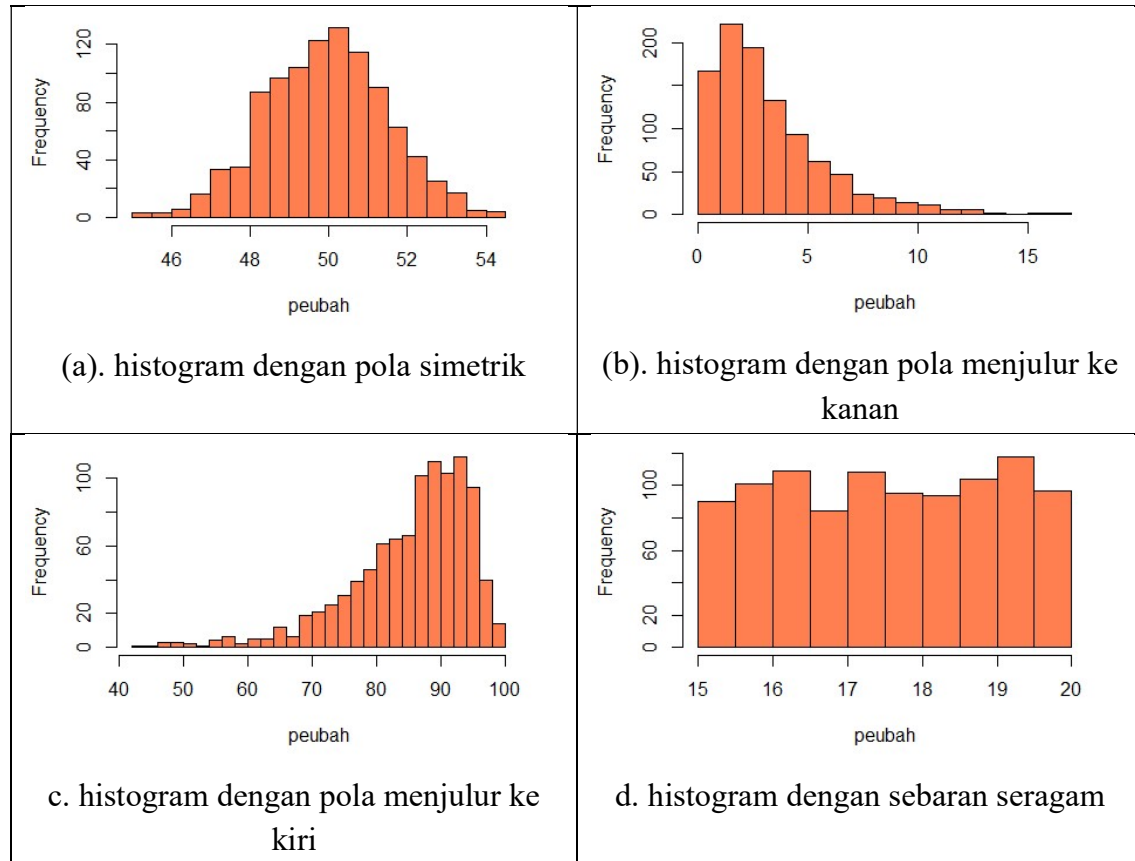 120
80
40
0
Frequency
46 48 50 52 54
peubah
(a). histogram dengan pola simetrik
200
100
50
0
Frequency
0 5 10 15
peubah
(b). histogram dengan pola menjulur ke
kanan
100
60
20
0
Frequency
40 50 60 70 80 90 100
peubah
c. histogram dengan pola menjulur ke
kiri
100
60
20
0
Frequency
15 16 17 18 19 20
peubah
d. histogram dengan sebaran seragam